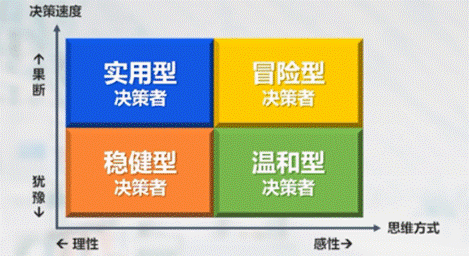 决策速度
↑果断
实用型
决策者
冒险型
决策者
犹豫↓
稳健型
决策者
温和型
决策者
思维方式
← 理性
感性→